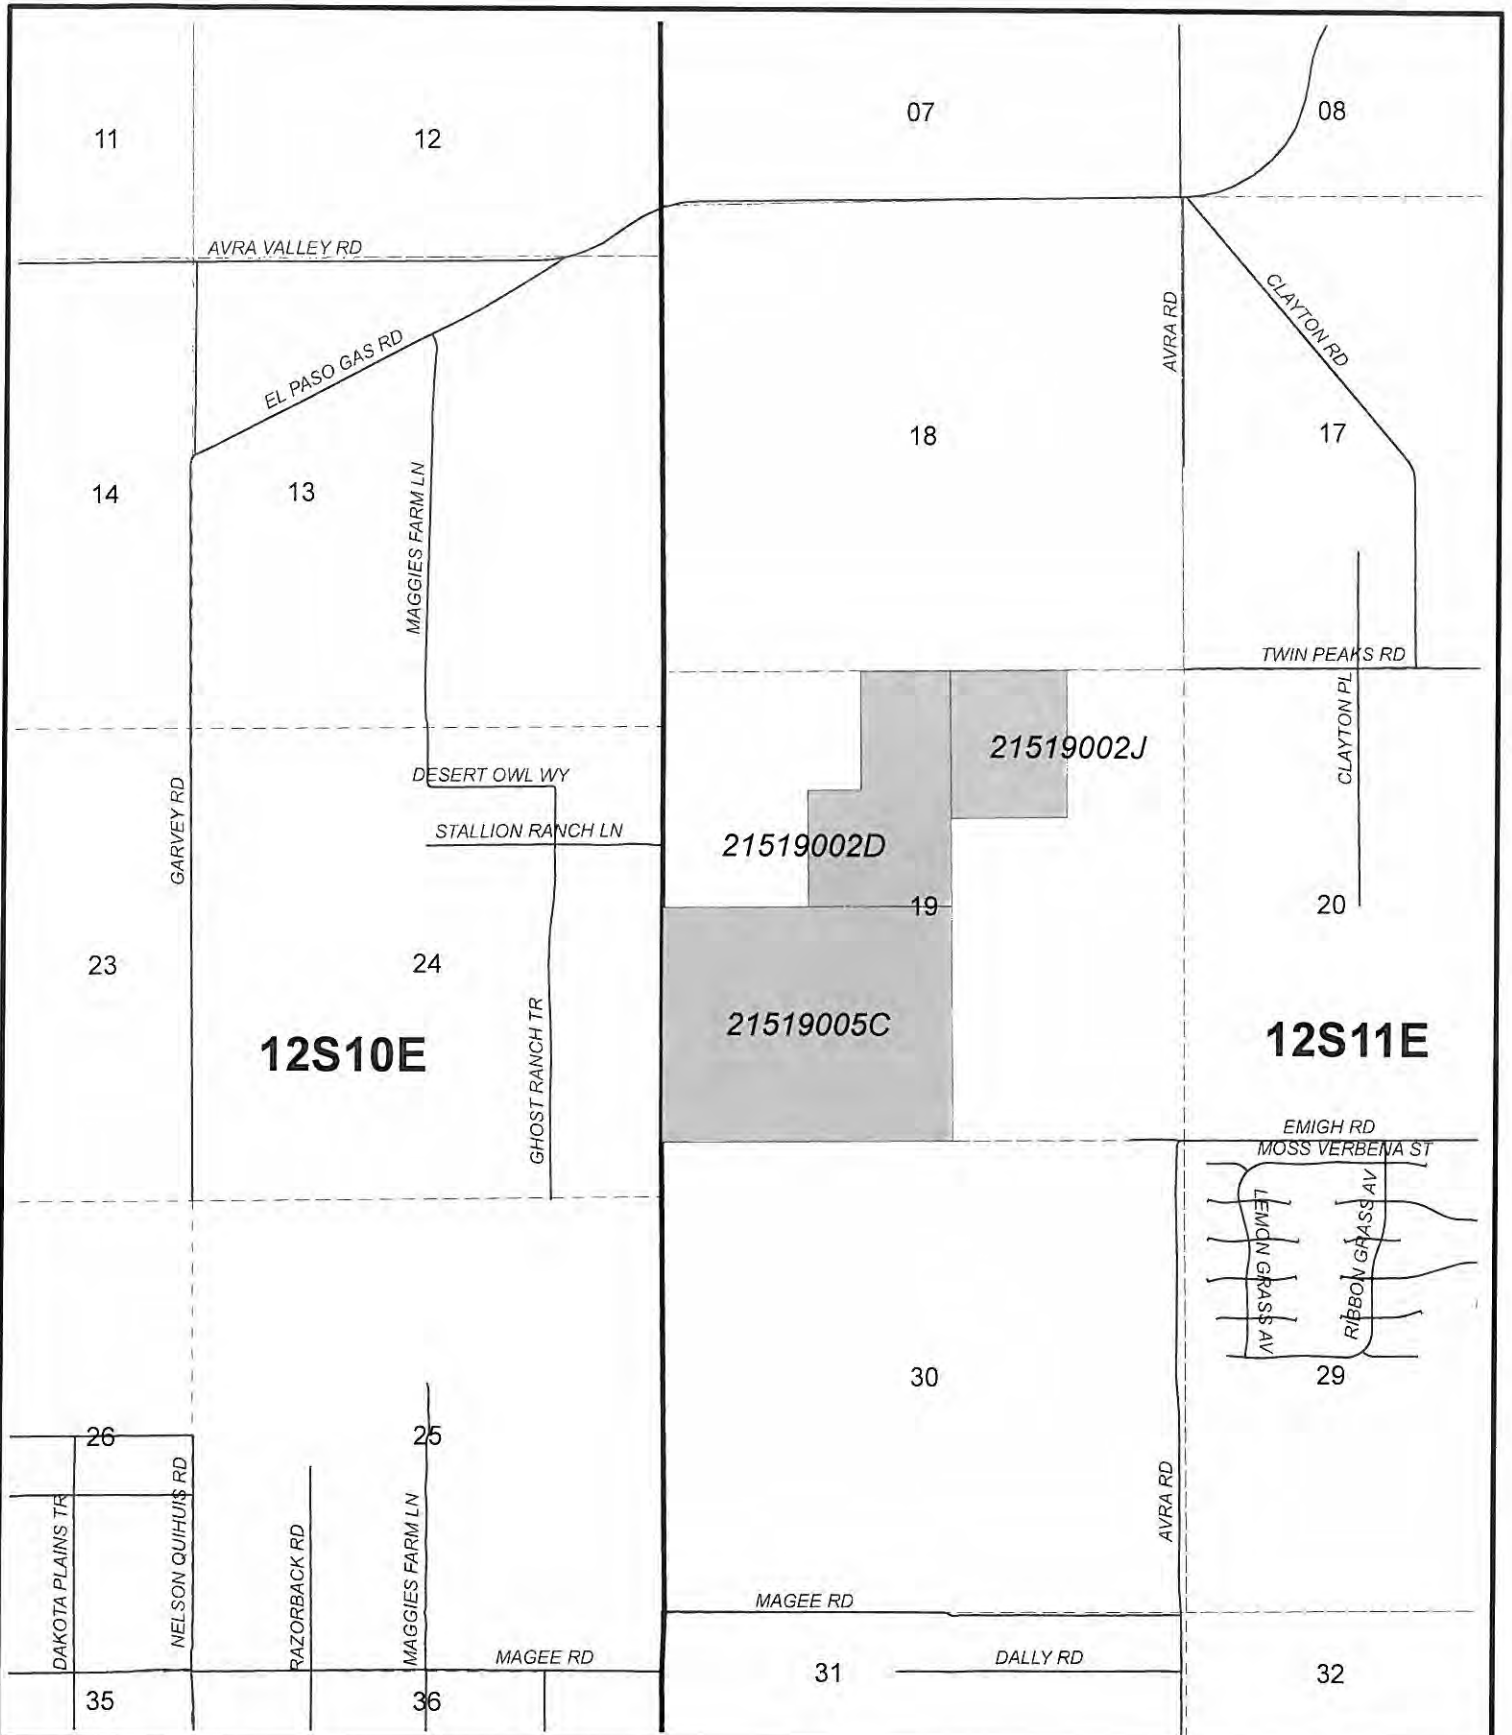 07
08
11
12
AVRA VALLEY RD
CLAYTON RD
AVRA RD
EL PASO GAS RD
18
17
14
13
MAGGIES FARM LN
TWIN PEAKS RD
CLAYTON PL
21519002J
DESERT OWL WY
GARVEY RD
STALLION RANCH LN
21519002D
19
20
23
24
21519005C
12S10E
12S11E
GHOST RANCH TR
EMIGH RD
MOSS VERBENA ST
LEMON GRASS AV
RIBBON GRASS AV
30
29
26
25
DAKOTA PLAINS TR
NELSON QUIHUIS RD
RAZORBACK RD
MAGGIES FARM LN
AVRA RD
MAGEE RD
MAGEE RD
DALLY RD
31
32
35
36